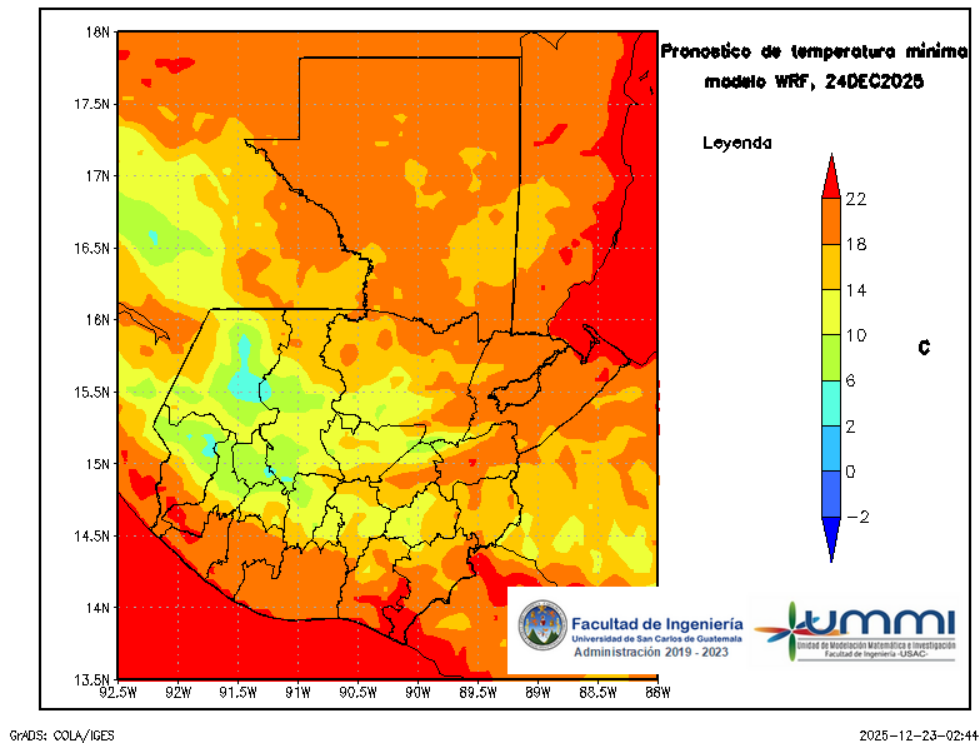 Pronostico de temperatura minima
modelo WRF, 24DEC2025
Leyenda
22
18
14
10
6
2
0
−2
C
18N
17.5N
17N
16.5N
16N
15.5N
15N
14.5N
14N
13.5N
92.5W
92W
91.5W
91W
90.5W
90W
89.5W
89W
88.5W
88W
Facultad de Ingeniería
Universidad de San Carlos de Guatemala
Administración 2019 - 2023
ummi
Unidad de Modelación Matemática e Investigación
Facultad de Ingeniería -USAC-
GrADS: COLA/IGES
2025-12-23-02:44